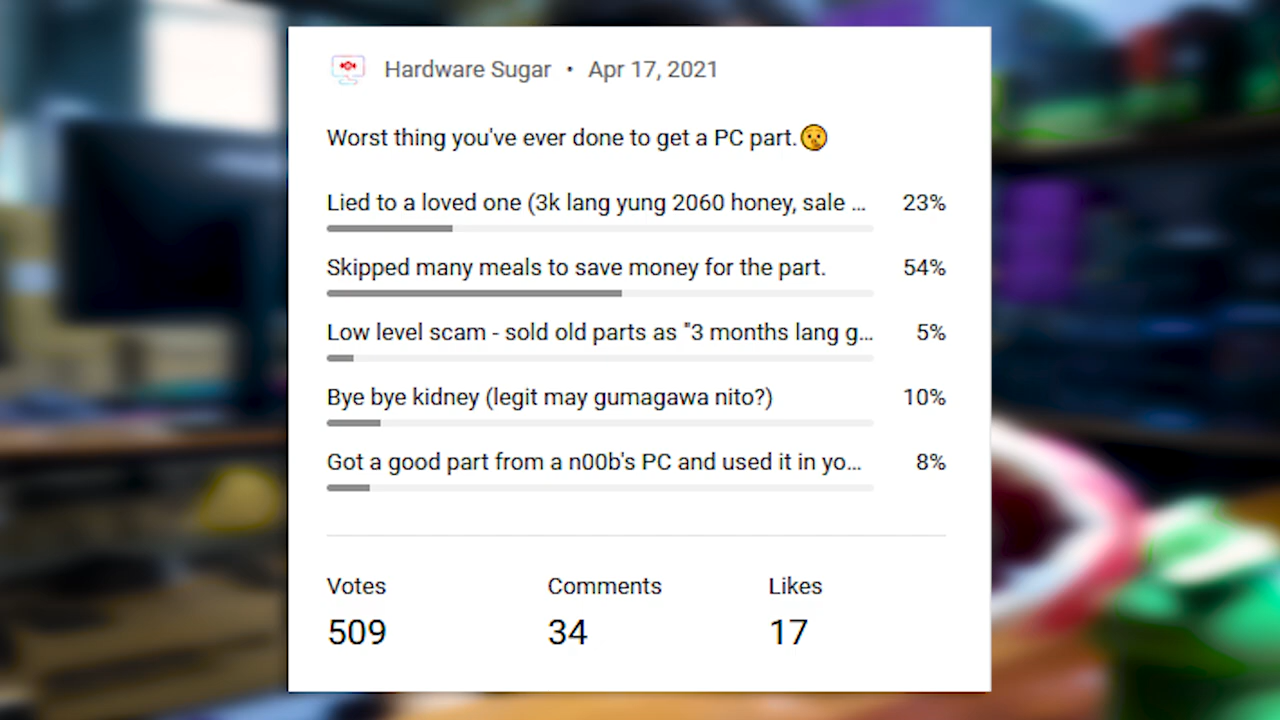 Hardware Sugar • Apr 17, 2021
Worst thing you've ever done to get a PC part.🤫
Lied to a loved one (3k lang yung 2060 honey, sale ... 23%
Skipped many meals to save money for the part. 54%
Low level scam - sold old parts as "3 months lang g... 5%
Bye bye kidney (legit may gumagawa nito?) 10%
Got a good part from a n00b's PC and used it in yo... 8%
Votes Comments Likes
509 34 17